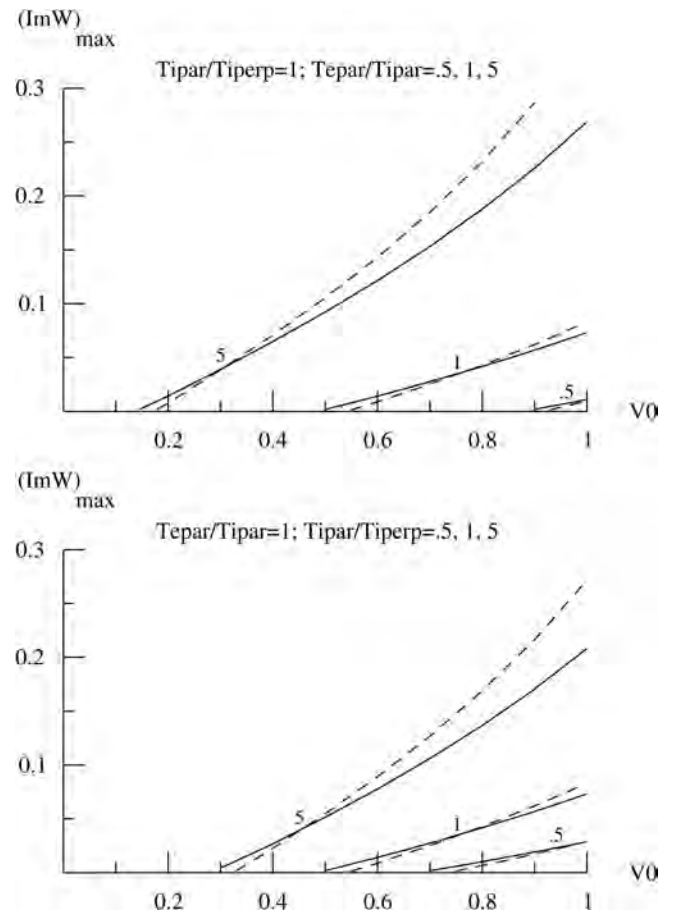 (ImW)
max
Tipar/Tiperp=1; Tepar/Tipar=.5, 1, 5
0.3
0.2
0.1
5
1
.5
V0
0.2 0.4 0.6 0.8 1
(ImW)
max
Tepar/Tipar=1; Tipar/Tiperp=.5, 1, 5
0.3
0.2
0.1
5
1
.5
V0
0.2 0.4 0.6 0.8 1